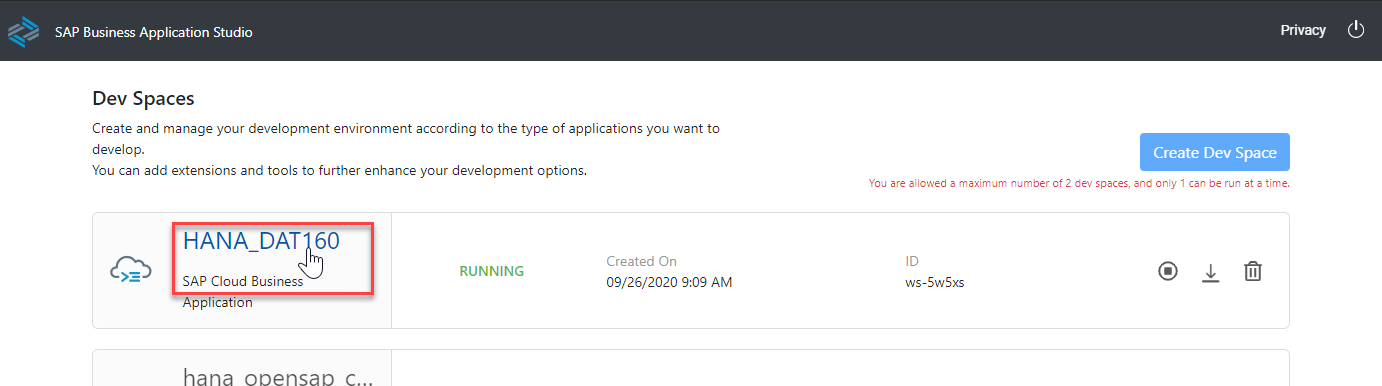 SAP Business Application Studio
Privacy
Dev Spaces
Create and manage your development environment according to the type of applications you want to
develop.
You can add extensions and tools to further enhance your development options.
Create Dev Space
You are allowed a maximum number of 2 dev spaces, and only 1 can be run at a time.
HANA_DAT160
SAP Cloud Business
Application
RUNNING
Created On
09/26/2020 9:09 AM
ID
ws-5w5xs
hana_opensap_c...